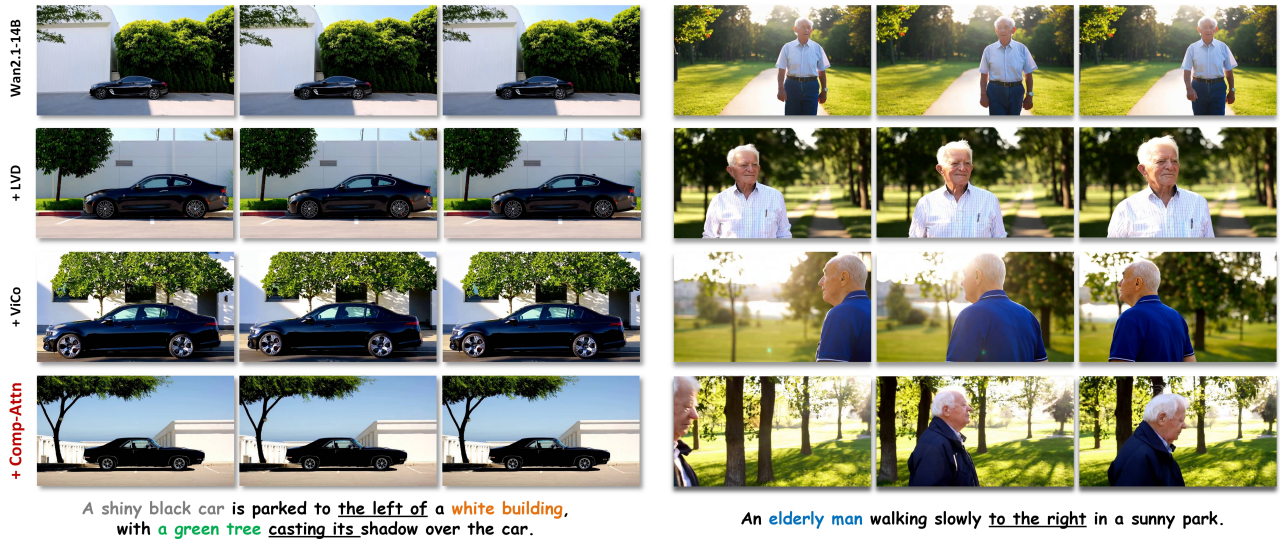 Wan2.1-14B
+ LVD
+ ViCo
+ Comp-Attn
A shiny black car is parked to the left of a white building,
with a green tree casting its shadow over the car.
An elderly man walking slowly to the right in a sunny park.